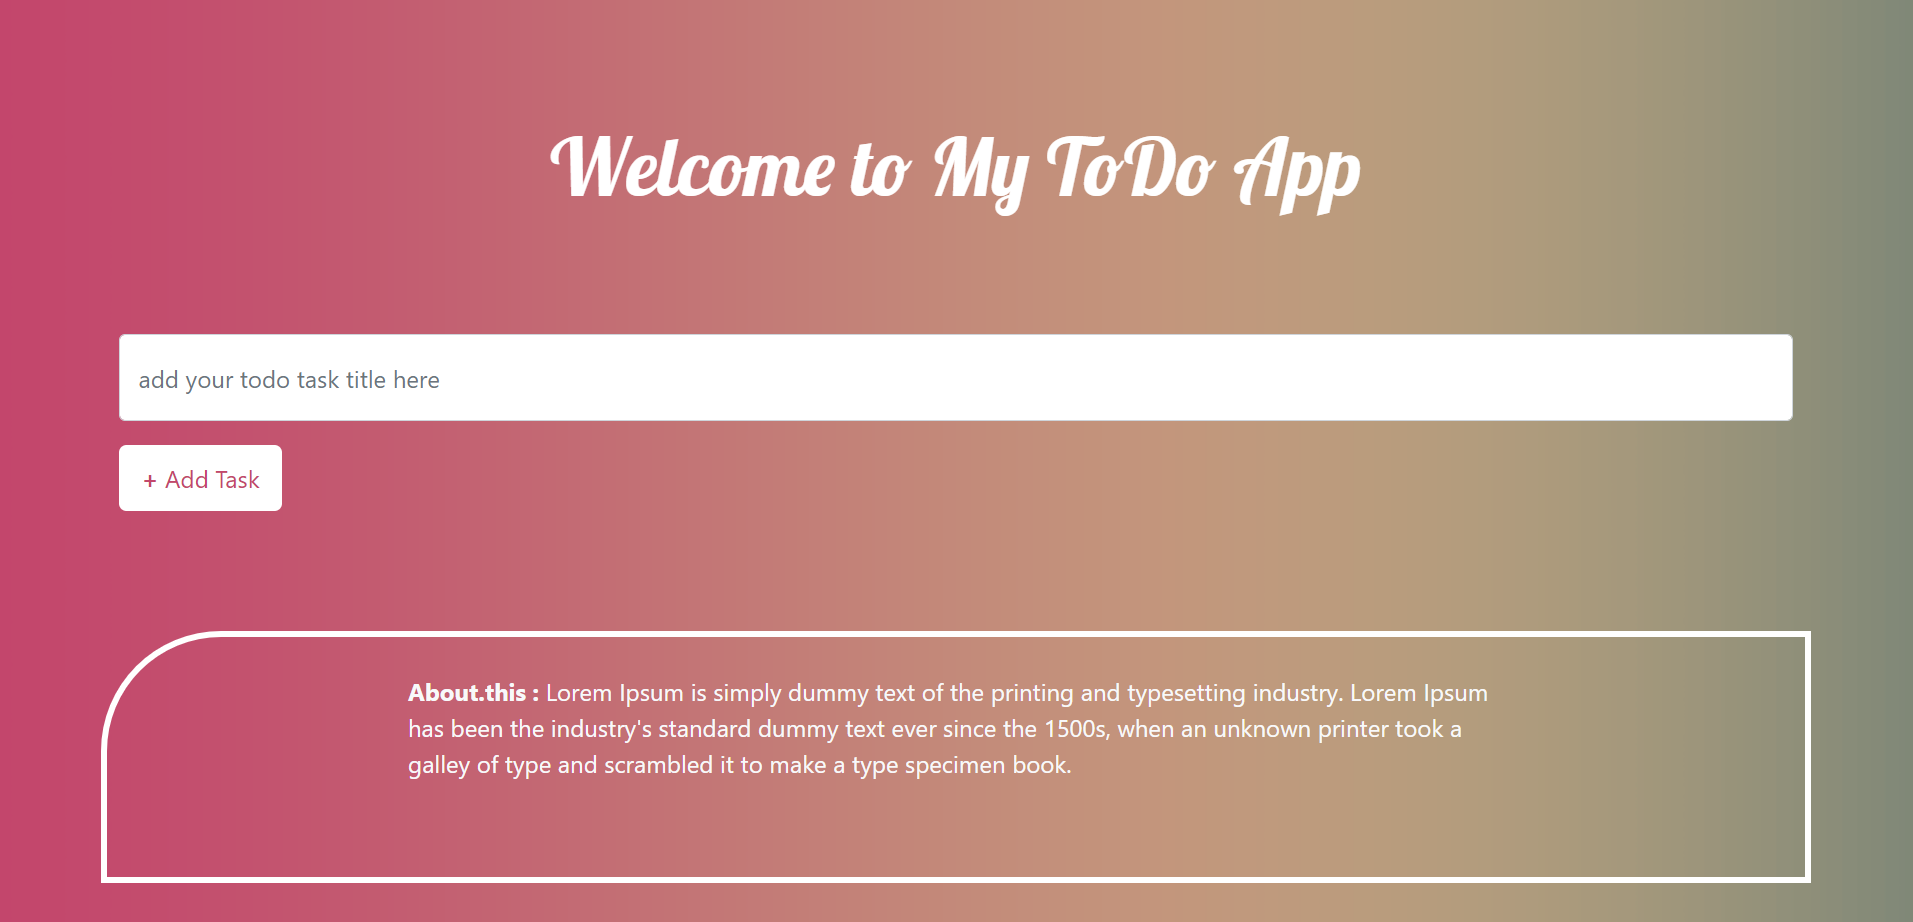 Welcome to My ToDo App
add your todo task title here
+ Add Task
About.this : Lorem Ipsum is simply dummy text of the printing and typesetting industry. Lorem Ipsum
has been the industry's standard dummy text ever since the 1500s, when an unknown printer took a
galley of type and scrambled it to make a type specimen book.